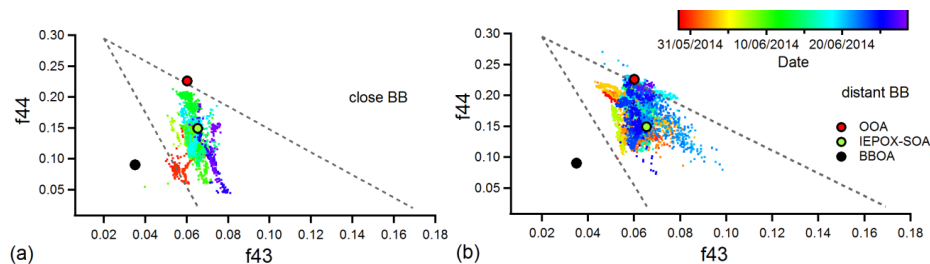 31/05/2014 10/06/2014 20/06/2014
Date
0.30
0.25
0.20
0.15
0.10
0.05
f44
close BB
0.02 0.04 0.06 0.08 0.10 0.12 0.14 0.16 0.18
f43
(a)
0.30
0.25
0.20
0.15
0.10
0.05
f44
distant BB
OOA
IEPOX-SOA
BBOA
0.02 0.04 0.06 0.08 0.10 0.12 0.14 0.16 0.18
f43
(b)